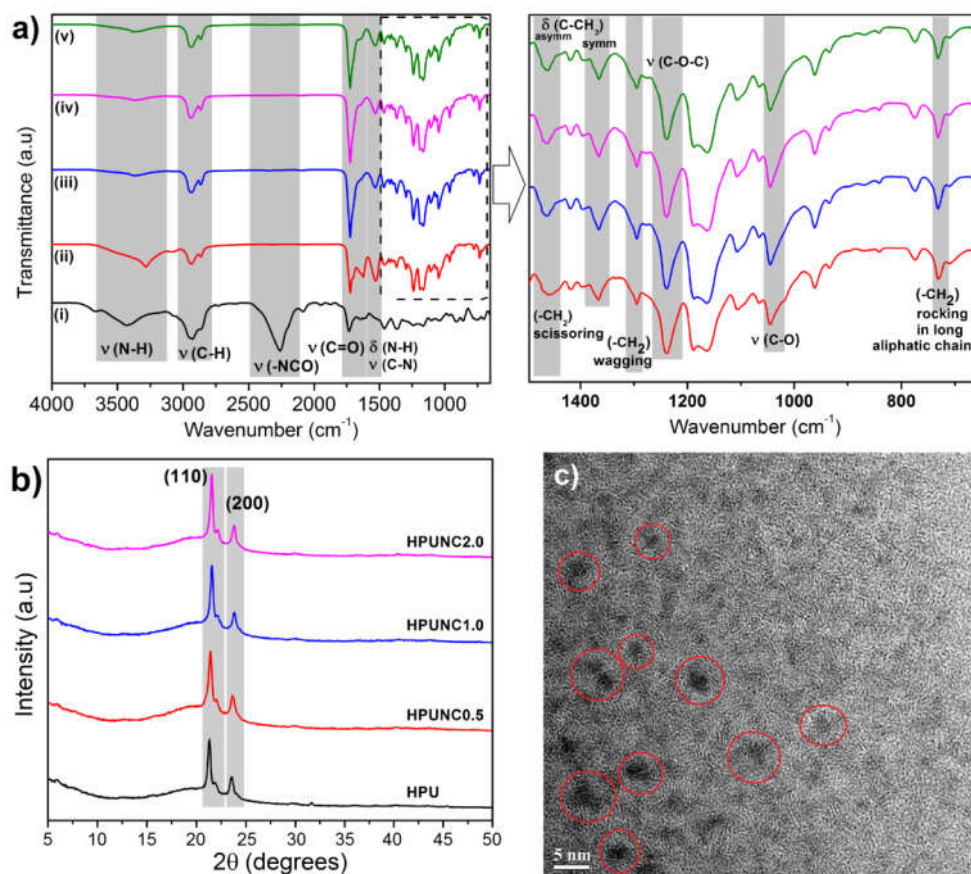 a)
(v)
(iv)
(iii)
(ii)
(i)
ν (N-H)
ν (C-H)
ν (-NCO)
ν (C=O)
δ (N-H)
ν (C-N)
Transmittance (a.u)
4000 3500 3000 2500 2000 1500 1000
Wavenumber (cm⁻¹)
δ (C-CH₃)
asymm symm
ν (C-O-C)
(-CH₂)
scissoring
(-CH₂)
wagging
ν (C-O)
(-CH₂)
rocking
in long
aliphatic chain
1400 1200 1000 800
Wavenumber (cm⁻¹)
b)
(110)
(200)
HPUNC2.0
HPUNC1.0
HPUNC0.5
HPU
Intensity (a.u)
5 10 15 20 25 30 35 40 45 50
2θ (degrees)
c)
5 nm